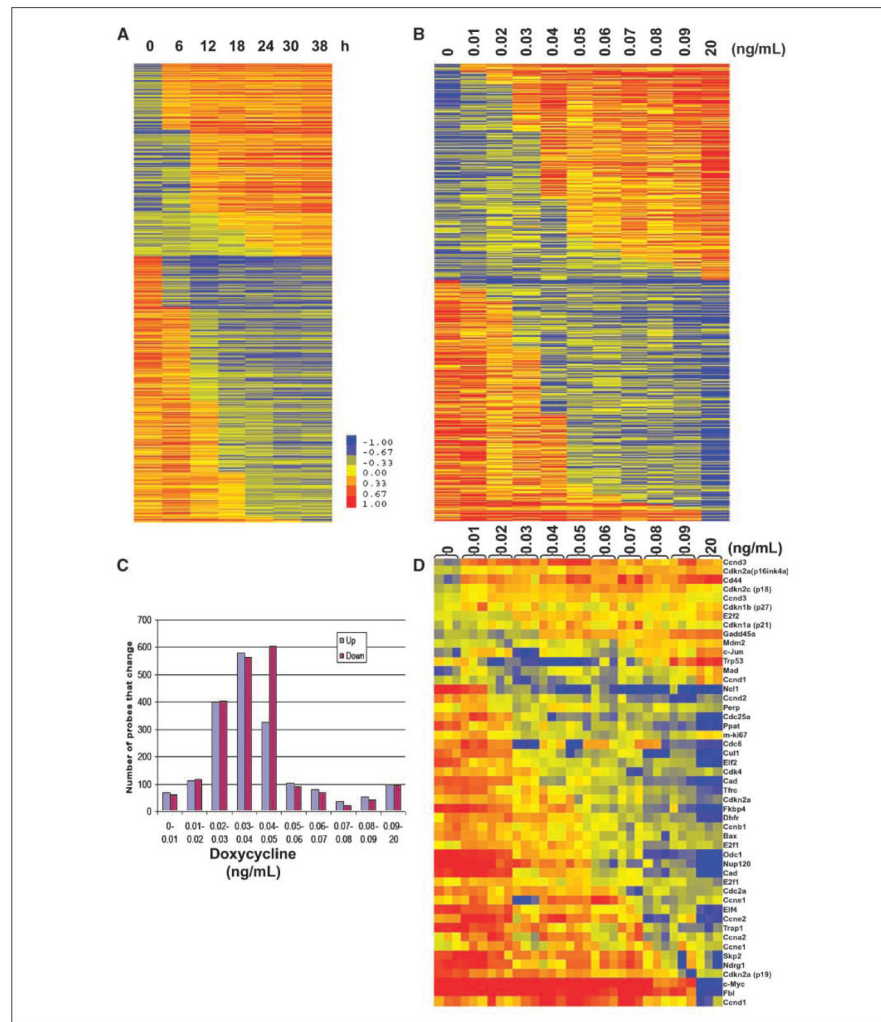 A
0 6 12 18 24 30 38 h
-1.00
-0.67
-0.33
0.00
0.33
0.67
1.00
B
0 0.01 0.02 0.03 0.04 0.05 0.06 0.07 0.08 0.09 20 (ng/mL)
C
700
600
500
400
300
200
100
0
Number of probes that change
Up
Down
0-0.01
0.01-0.02
0.02-0.03
0.03-0.04
0.04-0.05
0.05-0.06
0.06-0.07
0.07-0.08
0.08-0.09
0.09-20
Doxycycline
(ng/mL)
D
0 0.01 0.02 0.03 0.04 0.05 0.06 0.07 0.08 0.09 20 (ng/mL)
Ccnd3
Cdkn2a(p16ink4a)
Cd44
Cdkn2c (p18)
Ccnd3
Cdkn1b (p27)
E2f2
Cdkn1a (p21)
Gadd45a
Mdm2
c-Jun
Trp53
Mad
Ccnd1
Ncl1
Ccnd2
Perp
Cdc25a
Ppat
m-ki67
Cdc6
Cul1
Elf2
Cdk4
Cad
Tfrc
Cdkn2a
Fkbp4
Dhfr
Ccnb1
Bax
E2f1
Odc1
Nup120
Cad
E2f1
Cdc2a
Ccne1
Elf4
Ccne2
Trap1
Ccna2
Ccne1
Skp2
Ndrg1
Cdkn2a (p19)
c-Myc
Fbl
Ccnd1